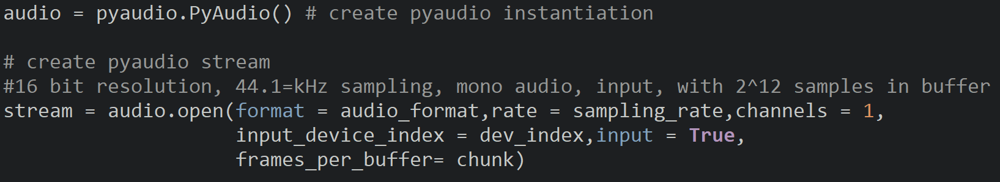 audio = pyaudio.PyAudio() # create pyaudio instantiation
# create pyaudio stream
#16 bit resolution, 44.1=kHz sampling, mono audio, input, with 2^12 samples in buffer
stream = audio.open(format = audio_format,rate = sampling_rate,channels = 1,
input_device_index = dev_index,input = True,
frames_per_buffer= chunk)